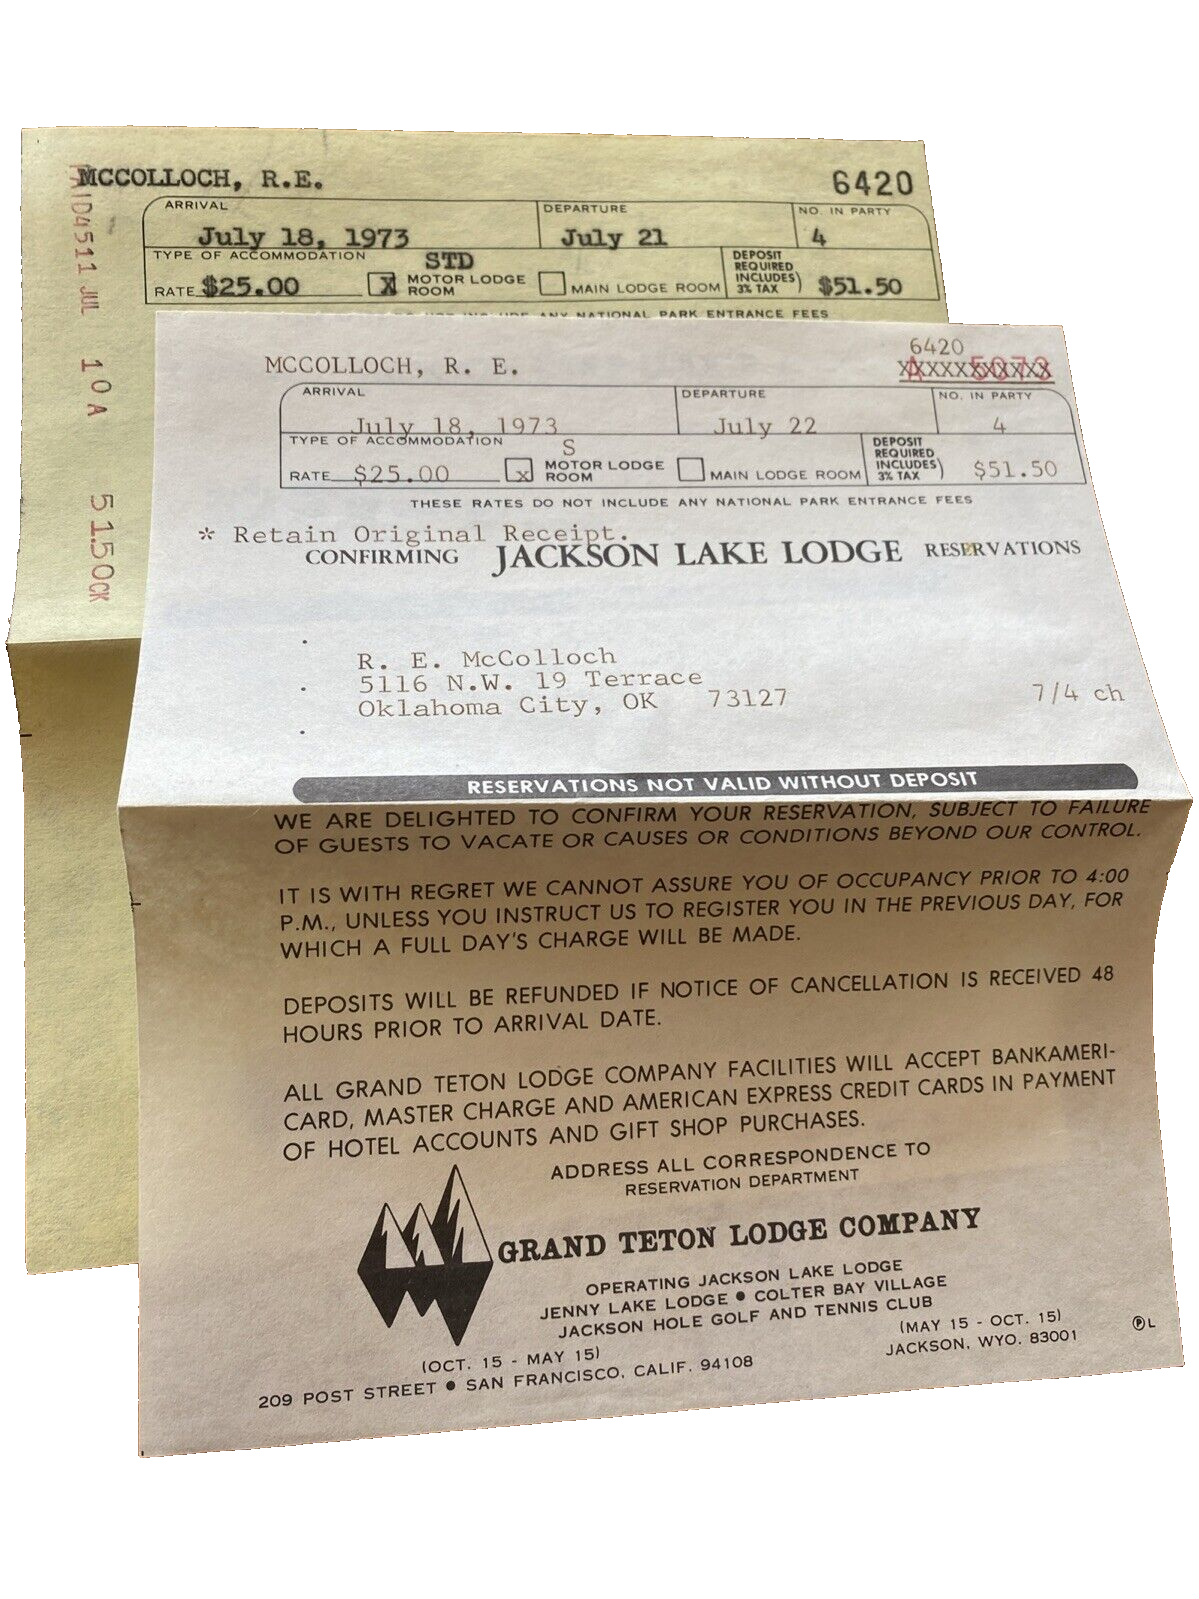 MCCOLLOCH, R.E. 6420
ARRIVAL DEPARTURE NO. IN PARTY
July 18, 1973 July 21 4
TYPE OF ACCOMMODATION STD
RATE $25.00 X MOTOR LODGE ROOM MAIN LODGE ROOM DEPOSIT REQUIRED INCLUDES 3% TAX) $51.50
ANY NATIONAL PARK ENTRANCE FEES
JUL 10A 51.50CK
6420
MCCOLLOCH, R. E. XXXXXXXXXXXX
ARRIVAL DEPARTURE NO. IN PARTY
July 18, 1973 July 22 4
TYPE OF ACCOMMODATION S
RATE $25.00 x MOTOR LODGE ROOM MAIN LODGE ROOM DEPOSIT REQUIRED INCLUDES 3% TAX) $51.50
THESE RATES DO NOT INCLUDE ANY NATIONAL PARK ENTRANCE FEES
* Retain Original Receipt.
CONFIRMING JACKSON LAKE LODGE RESERVATIONS
R. E. McColloch
5116 N.W. 19 Terrace
Oklahoma City, OK 73127 7/4 ch
RESERVATIONS NOT VALID WITHOUT DEPOSIT
WE ARE DELIGHTED TO CONFIRM YOUR RESERVATION, SUBJECT TO FAILURE
OF GUESTS TO VACATE OR CAUSES OR CONDITIONS BEYOND OUR CONTROL.
IT IS WITH REGRET WE CANNOT ASSURE YOU OF OCCUPANCY PRIOR TO 4:00
P.M., UNLESS YOU INSTRUCT US TO REGISTER YOU IN THE PREVIOUS DAY, FOR
WHICH A FULL DAY'S CHARGE WILL BE MADE.
DEPOSITS WILL BE REFUNDED IF NOTICE OF CANCELLATION IS RECEIVED 48
HOURS PRIOR TO ARRIVAL DATE.
ALL GRAND TETON LODGE COMPANY FACILITIES WILL ACCEPT BANKAMERI-
CARD, MASTER CHARGE AND AMERICAN EXPRESS CREDIT CARDS IN PAYMENT
OF HOTEL ACCOUNTS AND GIFT SHOP PURCHASES.
ADDRESS ALL CORRESPONDENCE TO
RESERVATION DEPARTMENT
GRAND TETON LODGE COMPANY
OPERATING JACKSON LAKE LODGE
JENNY LAKE LODGE • COLTER BAY VILLAGE
JACKSON HOLE GOLF AND TENNIS CLUB
(OCT. 15 - MAY 15) (MAY 15 - OCT. 15) ℗L
209 POST STREET • SAN FRANCISCO, CALIF. 94108 JACKSON, WYO. 83001